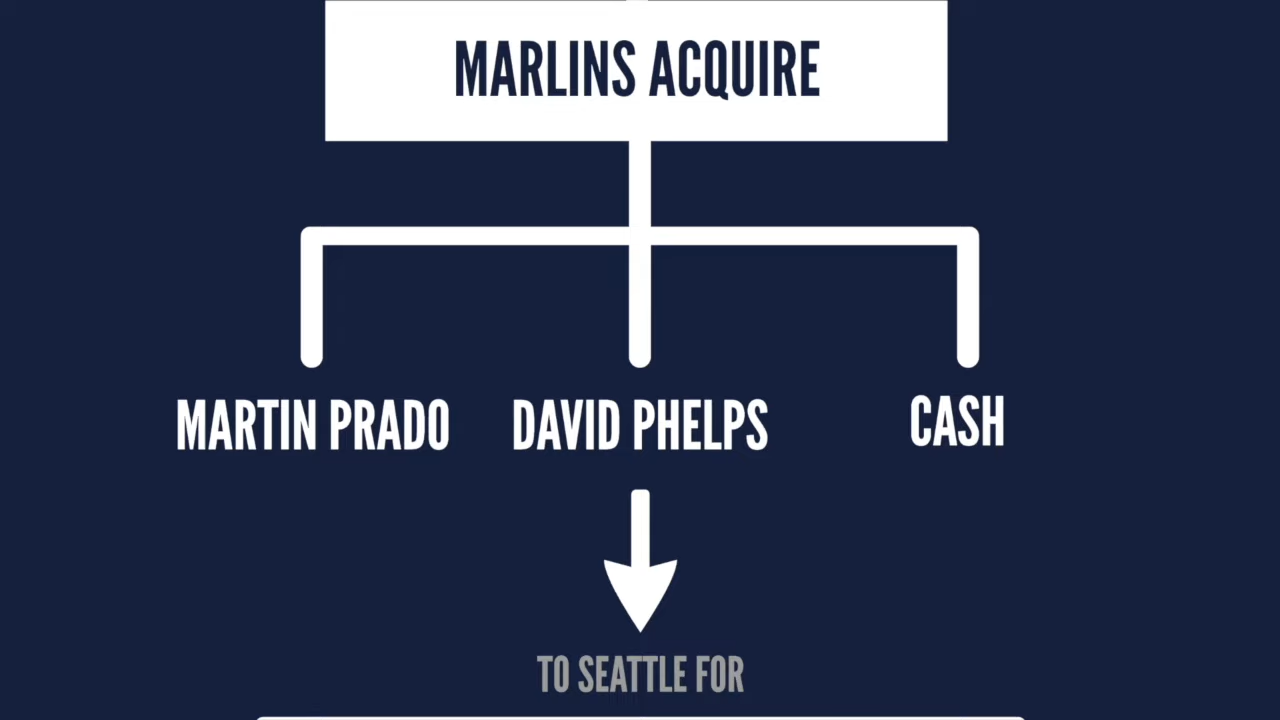 MARLINS ACQUIRE
MARTIN PRADO
DAVID PHELPS
CASH
TO SEATTLE FOR